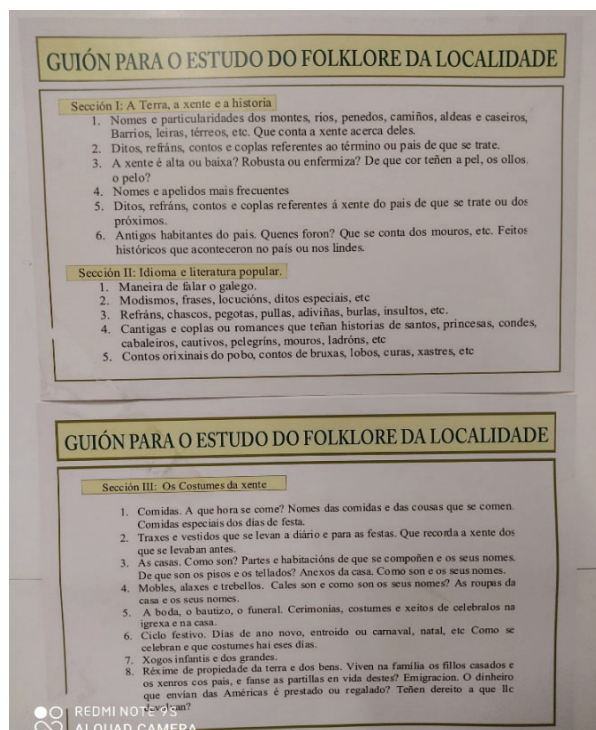 GUIÓN PARA O ESTUDO DO FOLKLORE DA LOCALIDADE
Sección I: A Terra, a xente e a historia
1. Nomes e particularidades dos montes, rios, penedos, camiños, aldeas e caseiros,
Barrios, leiras, térreos, etc. Que conta a xente acerca deles.
2. Ditos, refráns, contos e coplas referentes ao término ou pais de que se trate.
3. A xente é alta ou baixa? Robusta ou enfermiza? De que cor teñen a pel, os ollos.
o pelo?
4. Nomes e apelidos mais frecuentes
5. Ditos, refráns, contos e coplas referentes á xente do pais de que se trate ou dos
próximos.
6. Antigos habitantes do pais. Quenes foron? Que se conta dos mouros, etc. Feitos
históricos que aconteceron no país ou nos lindes.
Sección II: Idioma e literatura popular.
1. Maneira de falar o galego.
2. Modismos, frases, locucións, ditos especiais, etc
3. Refráns, chascos, pegotas, pullas, adiviñas, burlas, insultos, etc.
4. Cantigas e coplas ou romances que teñan historias de santos, princesas, condes,
cabaleiros, cautivos, pelegríns, mouros, ladróns, etc
5. Contos orixinais do pobo, contos de bruxas, lobos, curas, xastres, etc
GUIÓN PARA O ESTUDO DO FOLKLORE DA LOCALIDADE
Sección III: Os Costumes da xente
1. Comidas. A que hora se come? Nomes das comidas e das cousas que se comen.
Comidas especiais dos dias de festa.
2. Traxes e vestidos que se levan a diário e para as festas. Que recorda a xente dos
que se levaban antes.
3. As casas. Como son? Partes e habitacións de que se compoñen e os seus nomes.
De que son os pisos e os tellados? Anexos da casa. Como son e os seus nomes.
4. Mobles, alaxes e trebellos. Cales son e como son os seus nomes? As roupas da
casa e os seus nomes.
5. A boda, o bautizo, o funeral. Cerimonias, costumes e xeitos de celebralos na
igrexa e na casa.
6. Ciclo festivo. Dias de ano novo, entroido ou carnaval, natal, etc Como se
celebran e que costumes hai eses días.
7. Xogos infantis e dos grandes.
8. Réxime de propiedade da terra e dos bens. Viven na família os fillos casados e
os xenros cos pais, e fanse as partillas en vida destes? Emigracion. O dinheiro
que envían das Américas é prestado ou regalado? Teñen dereito a que lle
REDMI NOTE 9S
AI QUAD CAMERA